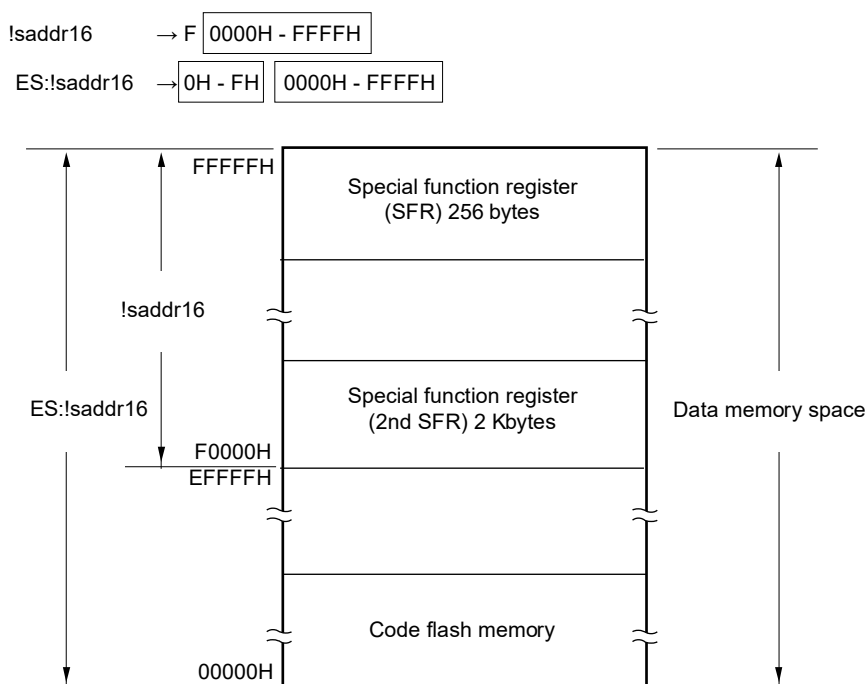 !saddr16 → F 0000H - FFFFH
ES:!saddr16 → 0H - FH 0000H - FFFFH
FFFFFH
Special function register
(SFR) 256 bytes
!saddr16
Special function register
(2nd SFR) 2 Kbytes
ES:!saddr16
Data memory space
F0000H
EFFFFH
Code flash memory
00000H